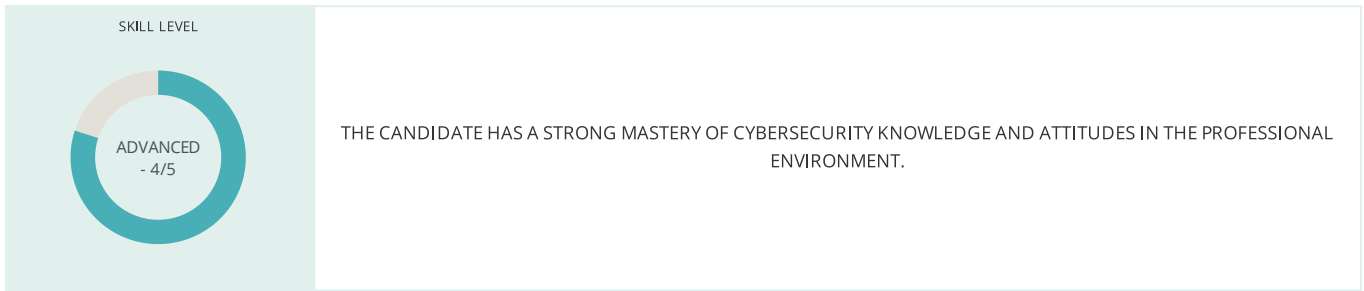 SKILL LEVEL
ADVANCED
- 4/5
THE CANDIDATE HAS A STRONG MASTERY OF CYBERSECURITY KNOWLEDGE AND ATTITUDES IN THE PROFESSIONAL
ENVIRONMENT.